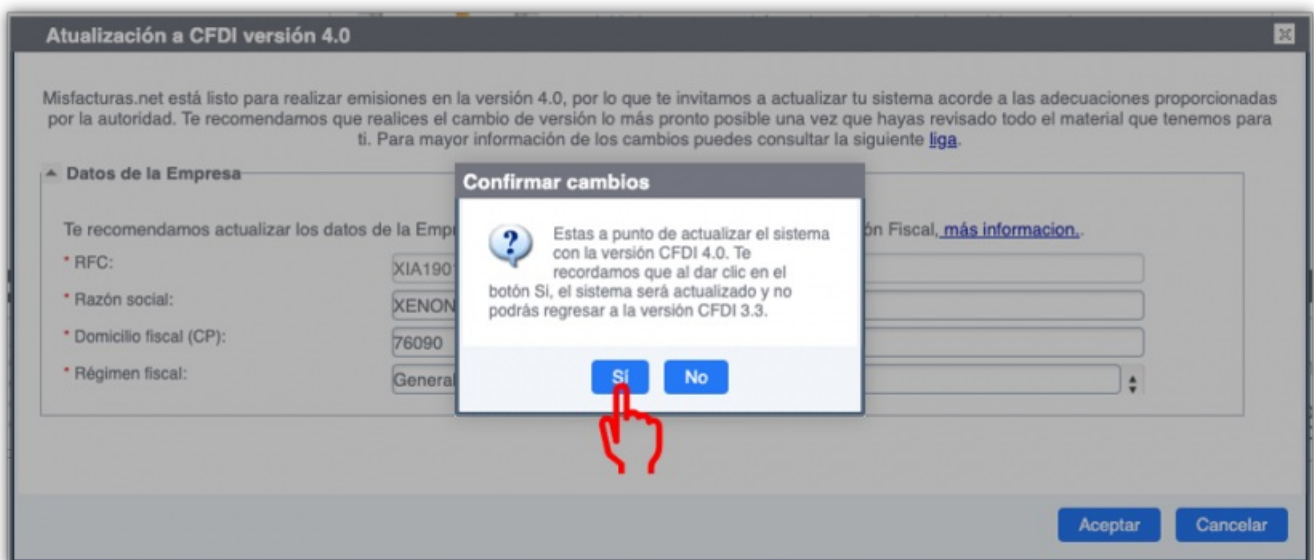 Atualización a CFDI versión 4.0
Misfacturas.net está listo para realizar emisiones en la versión 4.0, por lo que te invitamos a actualizar tu sistema acorde a las adecuaciones proporcionadas
por la autoridad. Te recomendamos que realices el cambio de versión lo más pronto posible una vez que hayas revisado todo el material que tenemos para
ti. Para mayor información de los cambios puedes consultar la siguiente liga.
Datos de la Empresa
Te recomendamos actualizar los datos de la Emp ón Fiscal, más informacion..
* RFC:
XIA190
* Razón social:
XENON
* Domicilio fiscal (CP):
76090
* Régimen fiscal:
General
Confirmar cambios
Estas a punto de actualizar el sistema
con la versión CFDI 4.0. Te
recordamos que al dar clic en el
botón Si, el sistema será actualizado y no
podrás regresar a la versión CFDI 3.3.
Sí
No
Aceptar
Cancelar